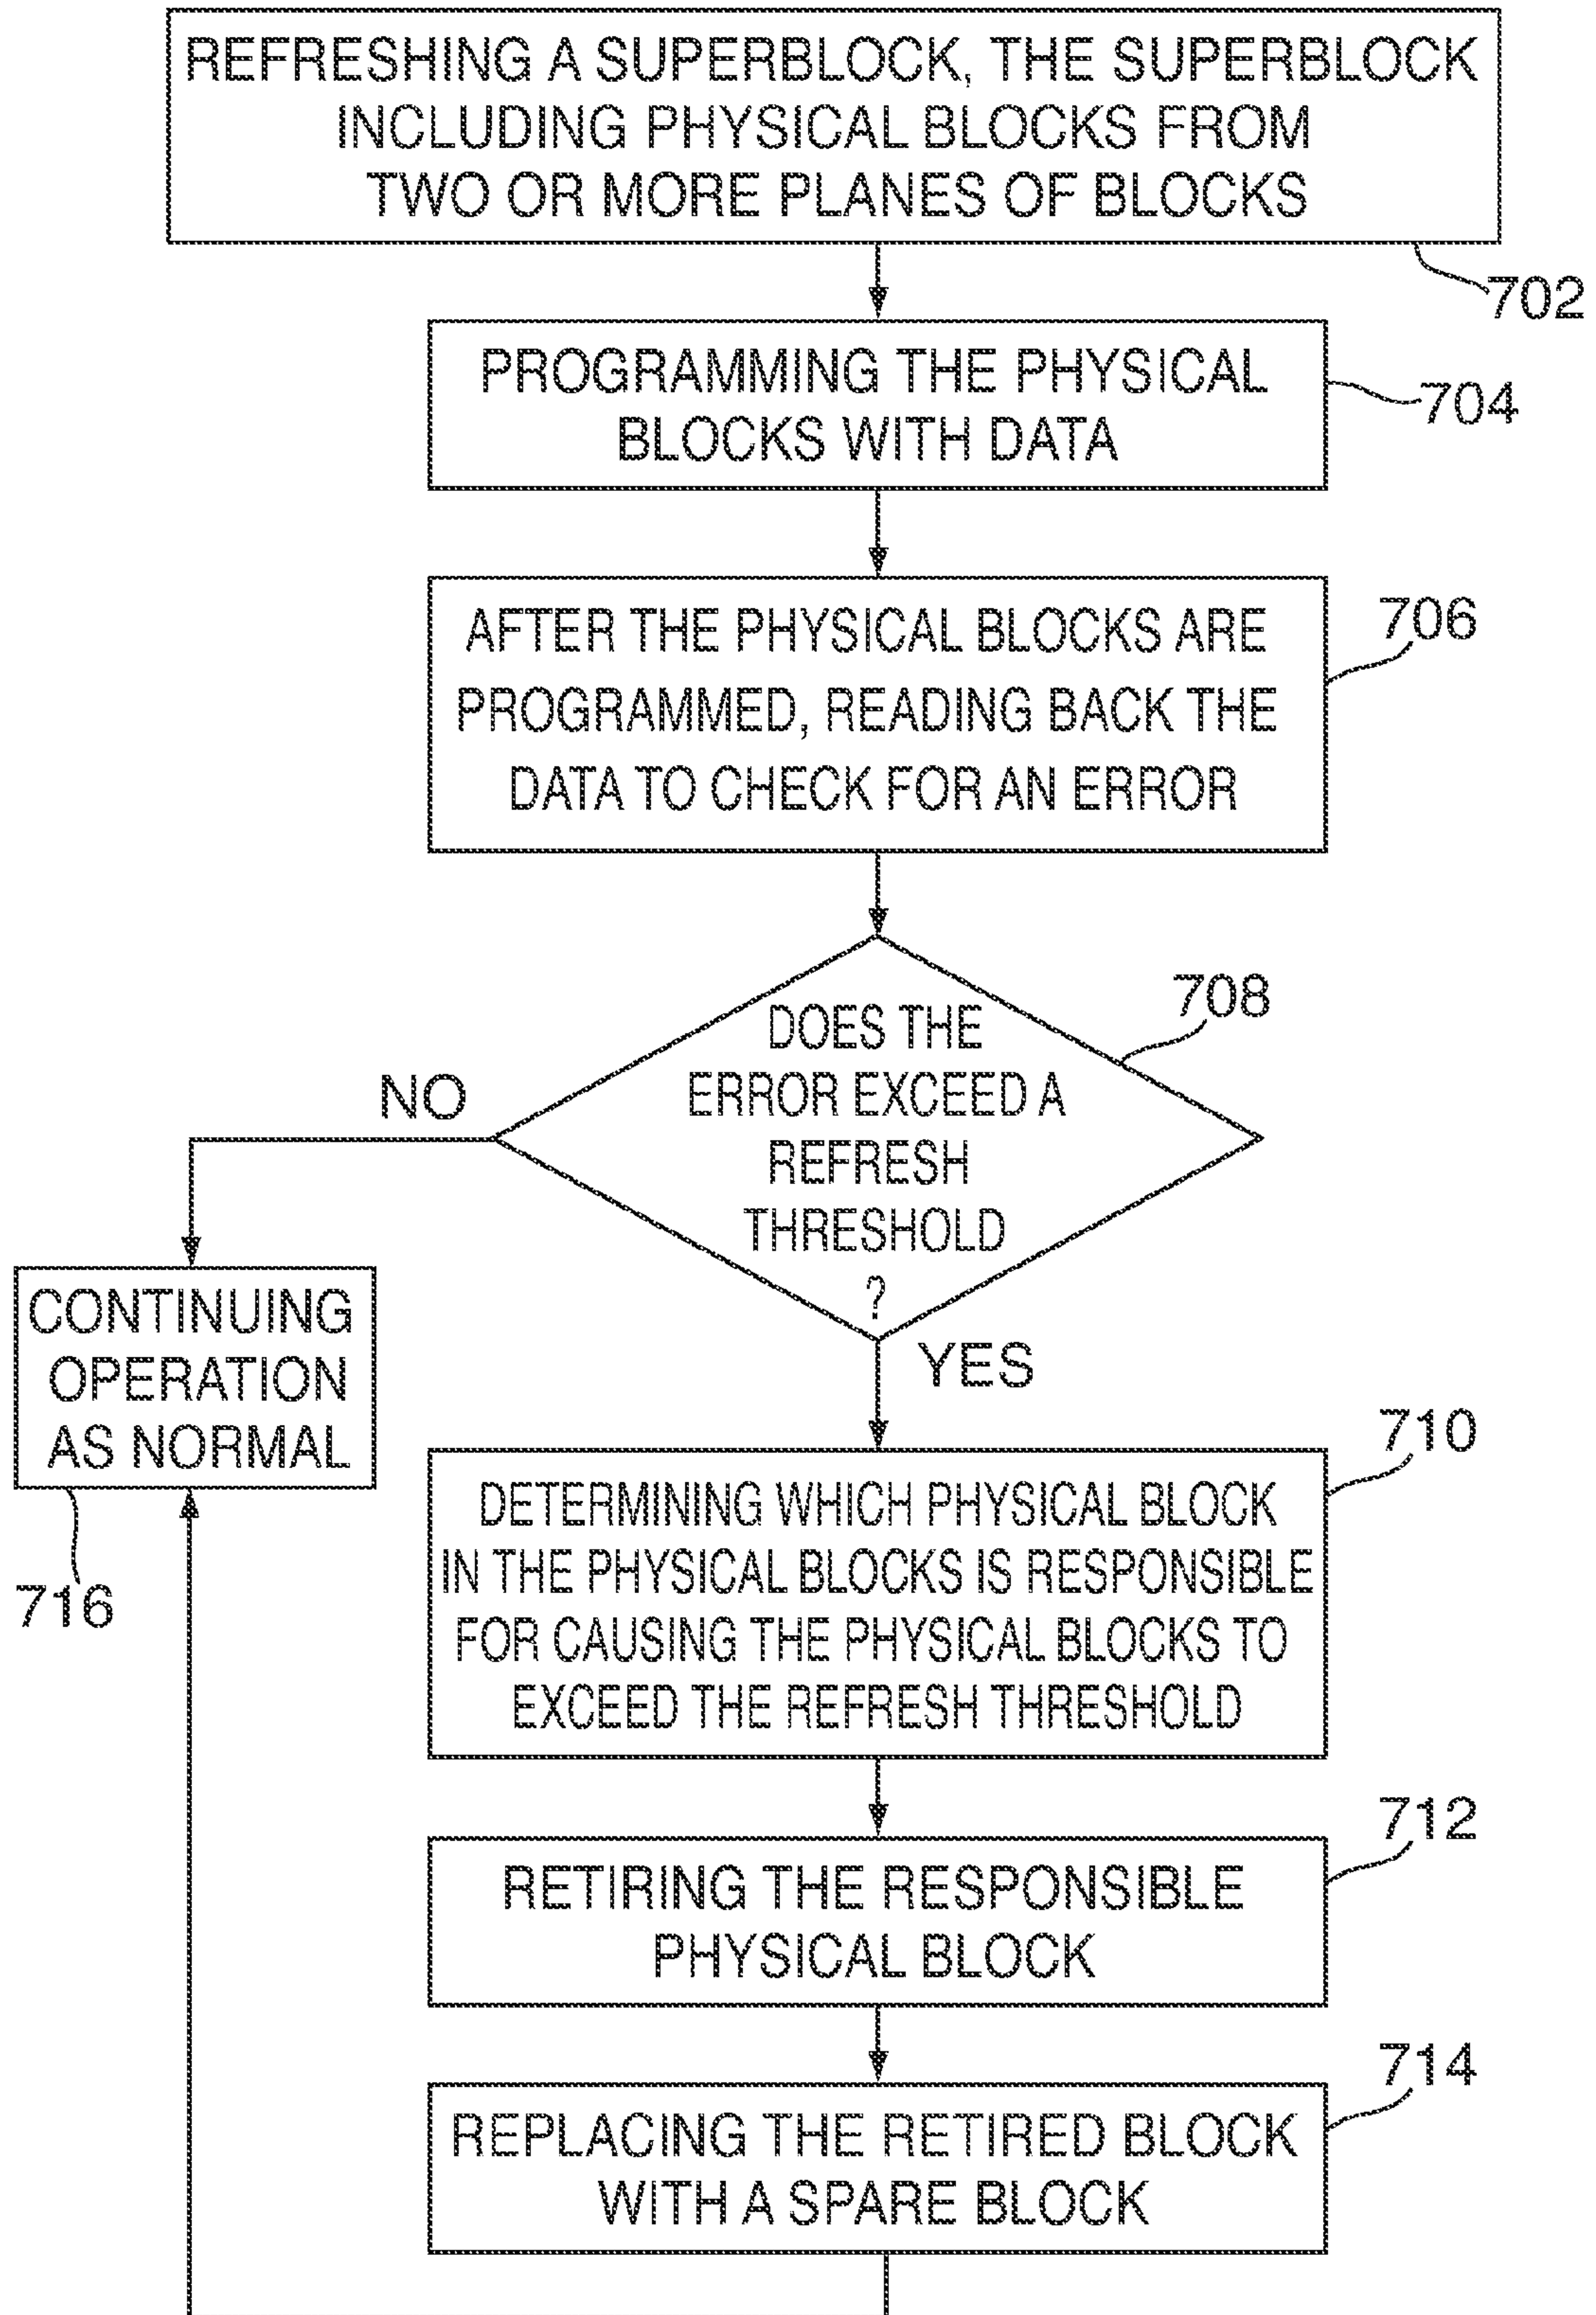 REFRESHING A SUPERBLOCK, THE SUPERBLOCK
INCLUDING PHYSICAL BLOCKS FROM
TWO OR MORE PLANES OF BLOCKS
702
PROGRAMMING THE PHYSICAL
BLOCKS WITH DATA
704
AFTER THE PHYSICAL BLOCKS ARE
PROGRAMMED, READING BACK THE
DATA TO CHECK FOR AN ERROR
706
DOES THE
ERROR EXCEED A
REFRESH
THRESHOLD
?
708
NO
YES
CONTINUING
OPERATION
AS NORMAL
716
DETERMINING WHICH PHYSICAL BLOCK
IN THE PHYSICAL BLOCKS IS RESPONSIBLE
FOR CAUSING THE PHYSICAL BLOCKS TO
EXCEED THE REFRESH THRESHOLD
710
RETIRING THE RESPONSIBLE
PHYSICAL BLOCK
712
REPLACING THE RETIRED BLOCK
WITH A SPARE BLOCK
714